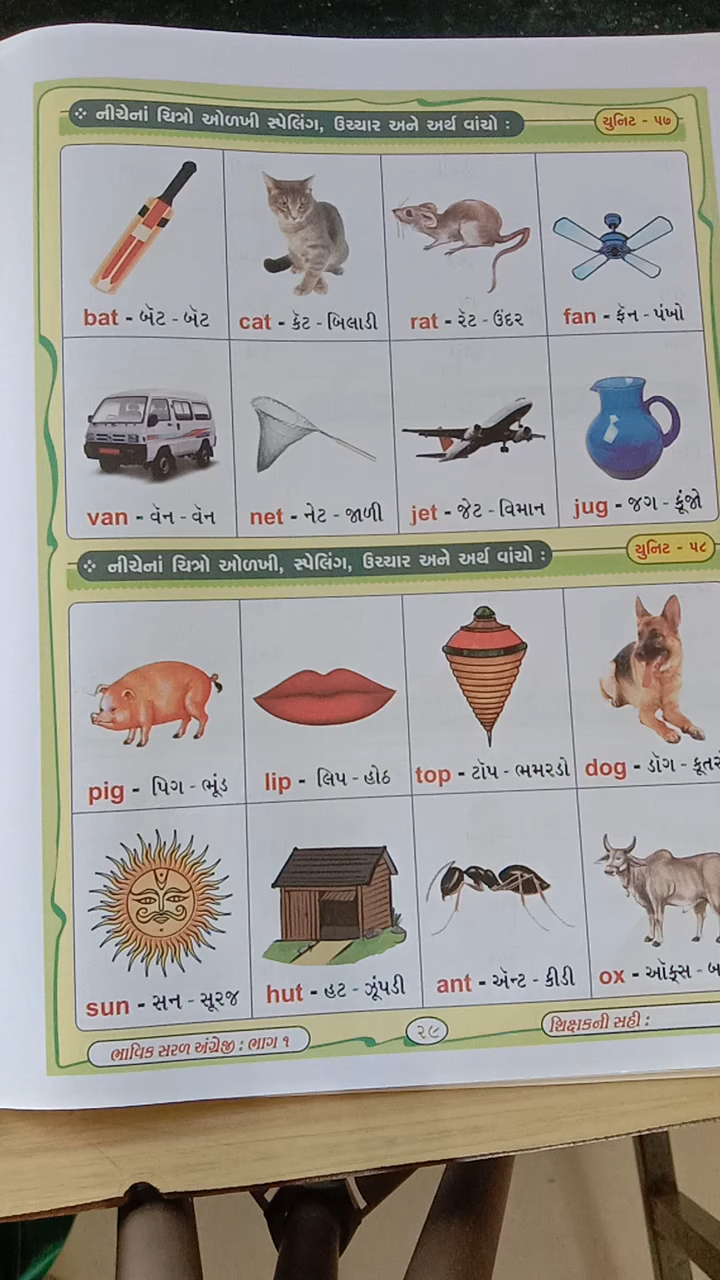 ❖ નીચેનાં ચિત્રો ઓળખી સ્પેલિંગ, ઉચ્ચાર અને અર્થ વાંચો : યુનિટ - ૫૭
bat - બૅટ - બૅટ cat - કૅટ - બિલાડી rat - રૅટ - ઉંદર fan - ફૅન - પંખો
van - વૅન - વૅન net - નેટ - જાળી jet - જેટ - વિમાન jug - જગ - કૂંજો
❖ નીચેનાં ચિત્રો ઓળખી, સ્પેલિંગ, ઉચ્ચાર અને અર્થ વાંચો : યુનિટ - ૫૮
pig - પિગ - ભૂંડ lip - લિપ - હોઠ top - ટૉપ - ભમરડો dog - ડૉગ
sun - સન - સૂરજ hut - હટ - ઝૂંપડી ant - ઍન્ટ - કીડી ox - ઑક્સ
ભાવિક સરળ અંગ્રેજી : ભાગ ૧ ૨૯ શિક્ષકની સહી :